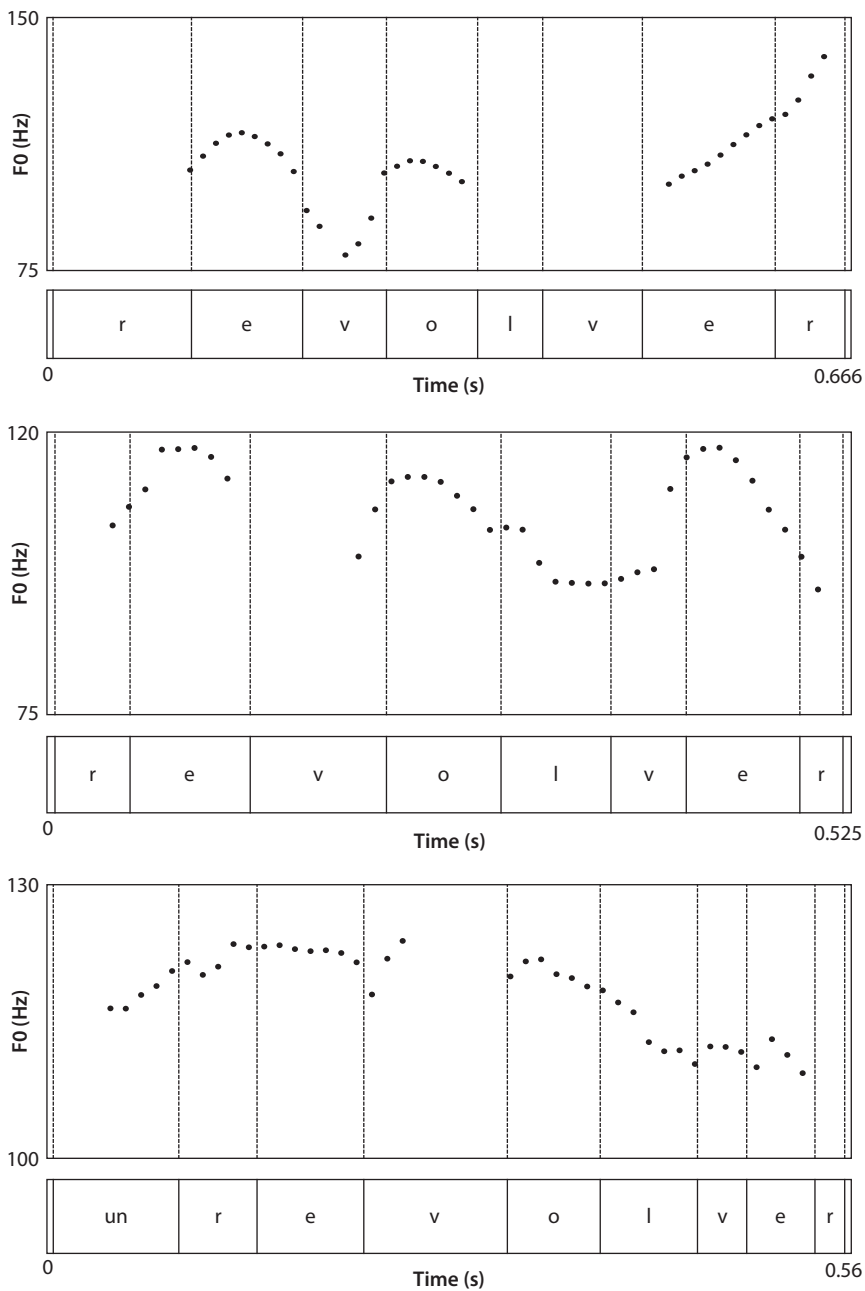 150
F0 (Hz)
75
r e v o l v e r
0 Time (s) 0.666
120
F0 (Hz)
75
r e v o l v e r
0 Time (s) 0.525
130
F0 (Hz)
100
un r e v o l v e r
0 Time (s) 0.56